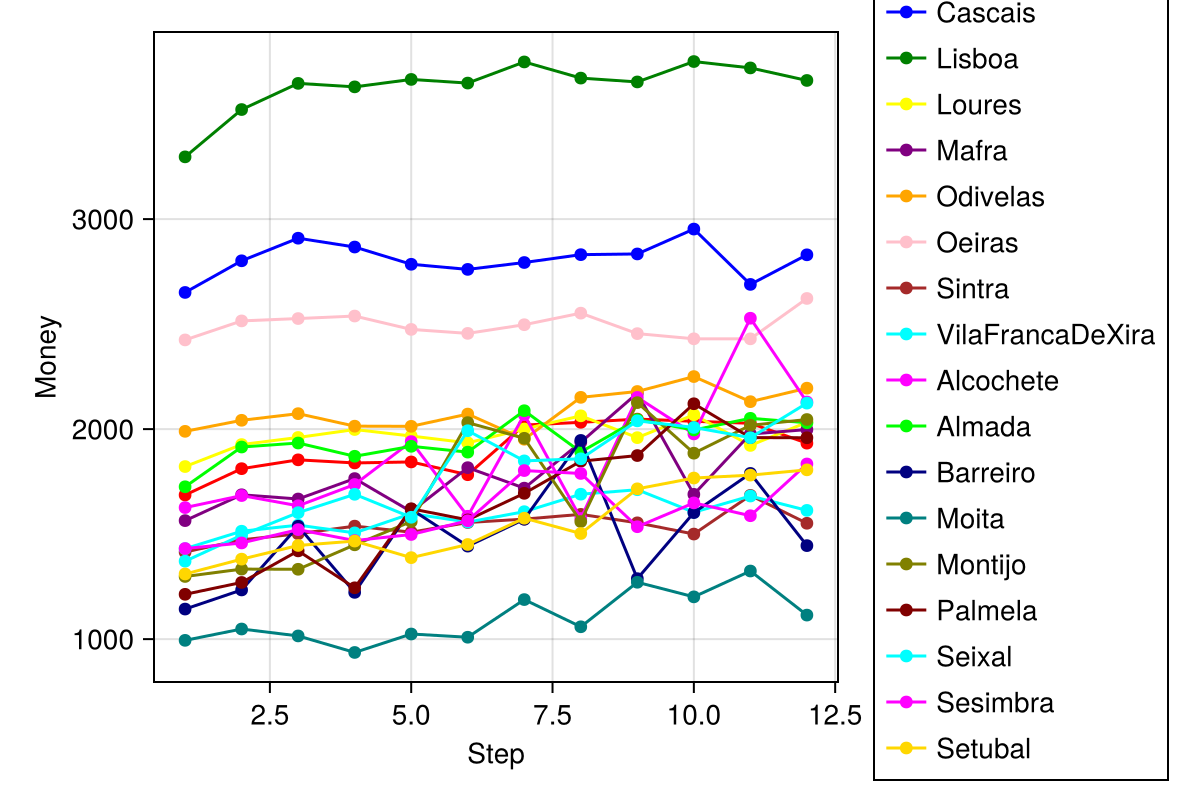 Cascais
Lisboa
Loures
Mafra
Odivelas
Oeiras
Sintra
VilaFrancaDeXira
Alcochete
Almada
Barreiro
Moita
Montijo
Palmela
Seixal
Sesimbra
Setubal
Money
3000
2000
1000
2.5 5.0 7.5 10.0 12.5
Step